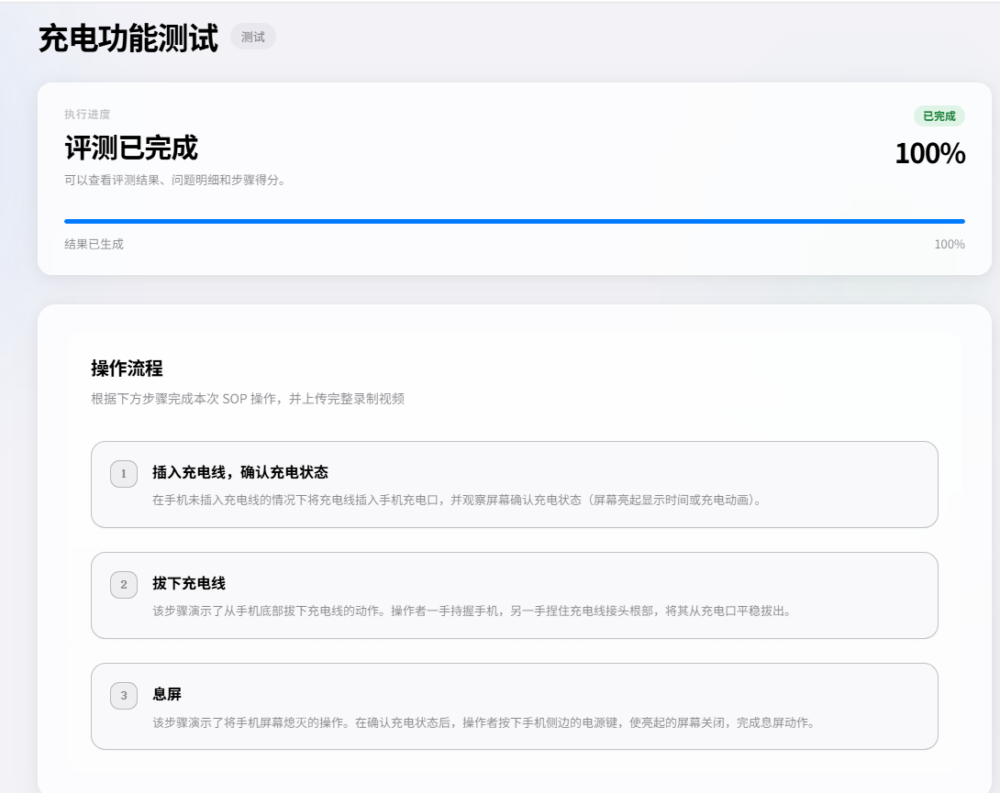 充电功能测试
测试
执行进度
已完成
评测已完成
100%
可以查看评测结果、问题明细和步骤得分。
结果已生成
100%
操作流程
根据下方步骤完成本次 SOP 操作，并上传完整录制视频
1
插入充电线，确认充电状态
在手机未插入充电线的情况下将充电线插入手机充电口，并观察屏幕确认充电状态（屏幕亮起显示时间或充电动画）。
2
拔下充电线
该步骤演示了从手机底部拔下充电线的动作。操作者一手持握手机，另一手捏住充电线接头根部，将其从充电口平稳拔出。
3
息屏
该步骤演示了将手机屏幕熄灭的操作。在确认充电状态后，操作者按下手机侧边的电源键，使亮起的屏幕关闭，完成息屏动作。